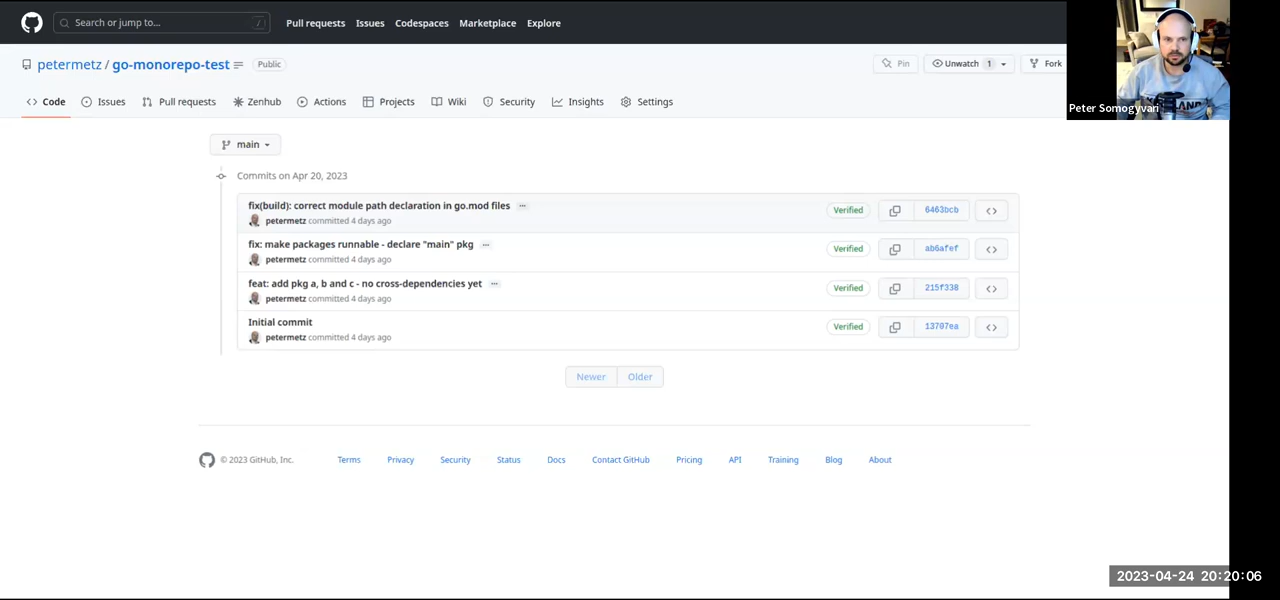 Search or jump to... /
Pull requests Issues Codespaces Marketplace Explore
petermetz / go-monorepo-test Public
Pin Unwatch 1 Fork
Code Issues Pull requests Zenhub Actions Projects Wiki Security Insights Settings
Peter Somogyvari
main
Commits on Apr 20, 2023
fix(build): correct module path declaration in go.mod files ...
petermetz committed 4 days ago
Verified 6463bcb
fix: make packages runnable - declare "main" pkg ...
petermetz committed 4 days ago
Verified ab6afef
feat: add pkg a, b and c - no cross-dependencies yet ...
petermetz committed 4 days ago
Verified 215f338
Initial commit
petermetz committed 4 days ago
Verified 13707ea
Newer Older
© 2023 GitHub, Inc. Terms Privacy Security Status Docs Contact GitHub Pricing API Training Blog About
2023-04-24 20:20:06